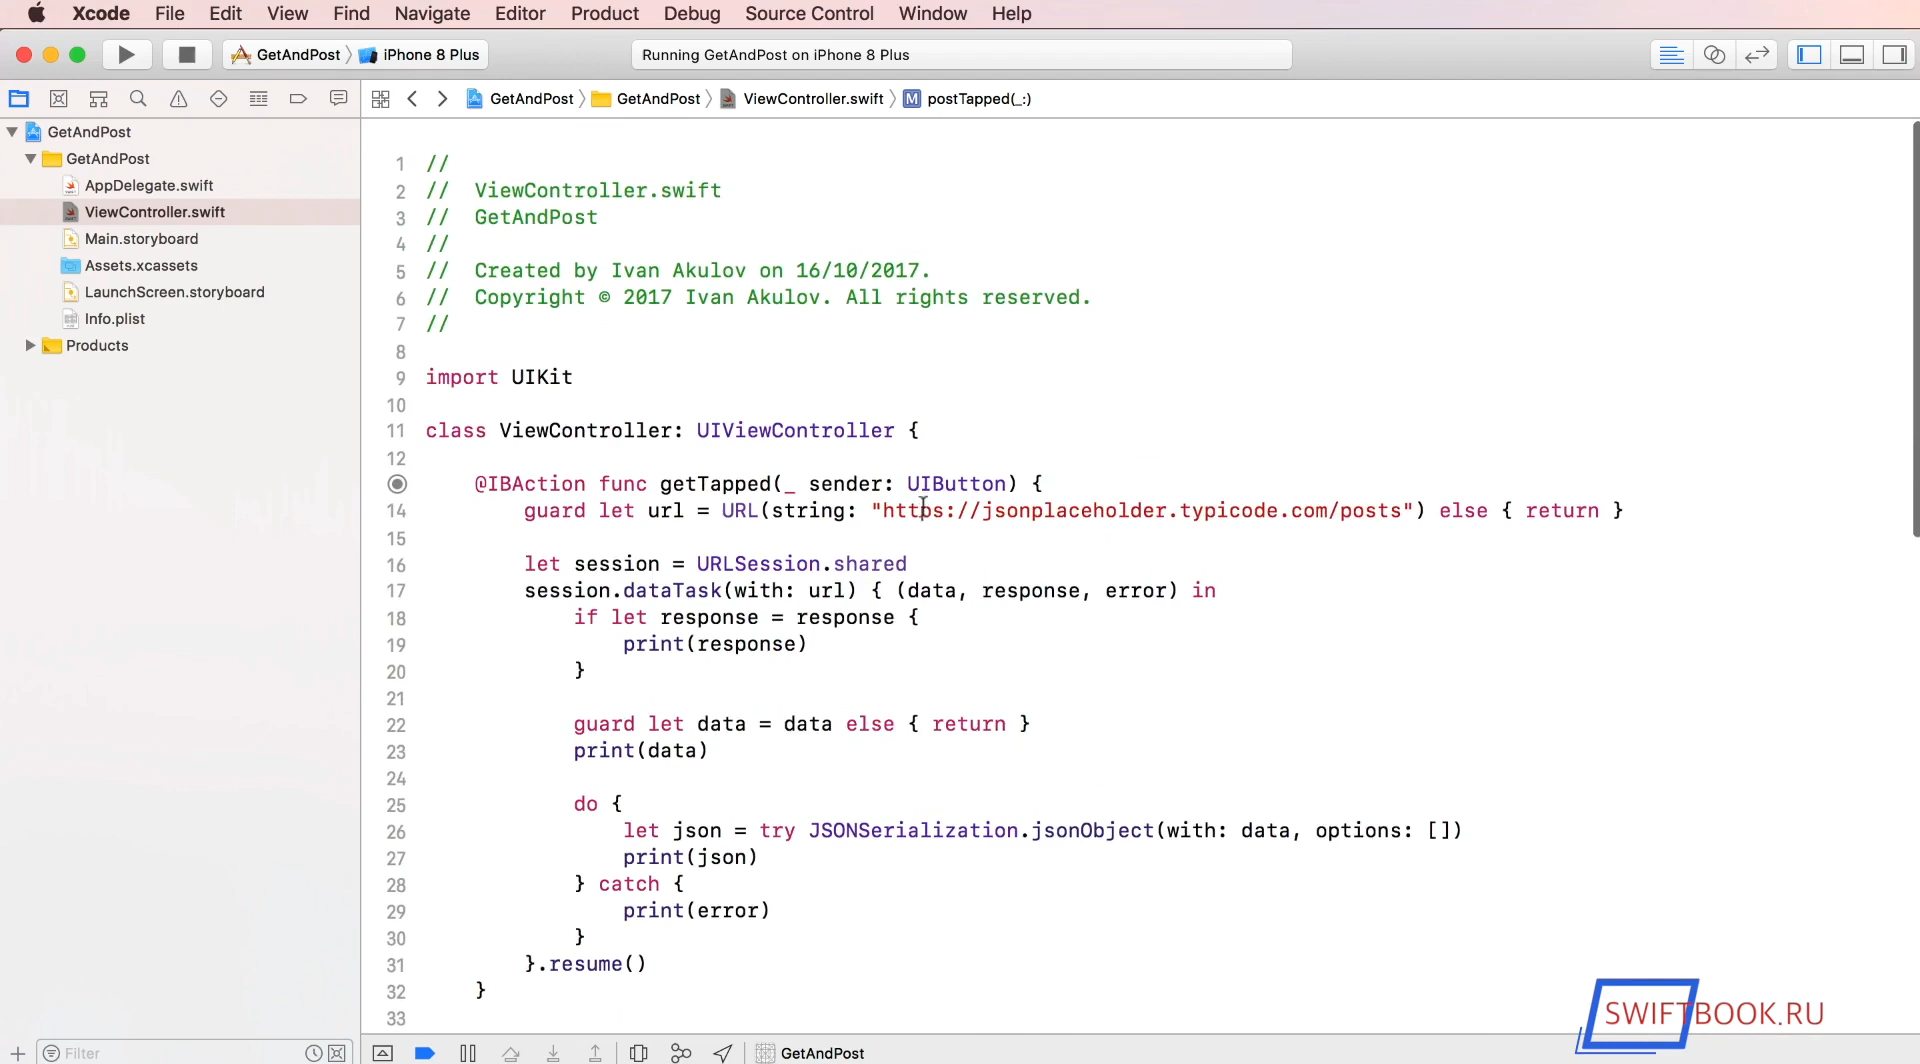 Xcode File Edit View Find Navigate Editor Product Debug Source Control Window Help
GetAndPost iPhone 8 Plus
Running GetAndPost on iPhone 8 Plus
GetAndPost GetAndPost ViewController.swift M postTapped(_:)
GetAndPost
GetAndPost
AppDelegate.swift
ViewController.swift
Main.storyboard
Assets.xcassets
LaunchScreen.storyboard
Info.plist
Products
Filter
1 //
2 //  ViewController.swift
3 //  GetAndPost
4 //
5 //  Created by Ivan Akulov on 16/10/2017.
6 //  Copyright © 2017 Ivan Akulov. All rights reserved.
7 //
8
9 import UIKit
10
11 class ViewController: UIViewController {
12
@IBAction func getTapped(_ sender: UIButton) {
14 guard let url = URL(string: "https://jsonplaceholder.typicode.com/posts") else { return }
15
16 let session = URLSession.shared
17 session.dataTask(with: url) { (data, response, error) in
18 if let response = response {
19 print(response)
20 }
21
22 guard let data = data else { return }
23 print(data)
24
25 do {
26 let json = try JSONSerialization.jsonObject(with: data, options: [])
27 print(json)
28 } catch {
29 print(error)
30 }
31 }.resume()
32 }
33
GetAndPost
SWIFTBOOK.RU